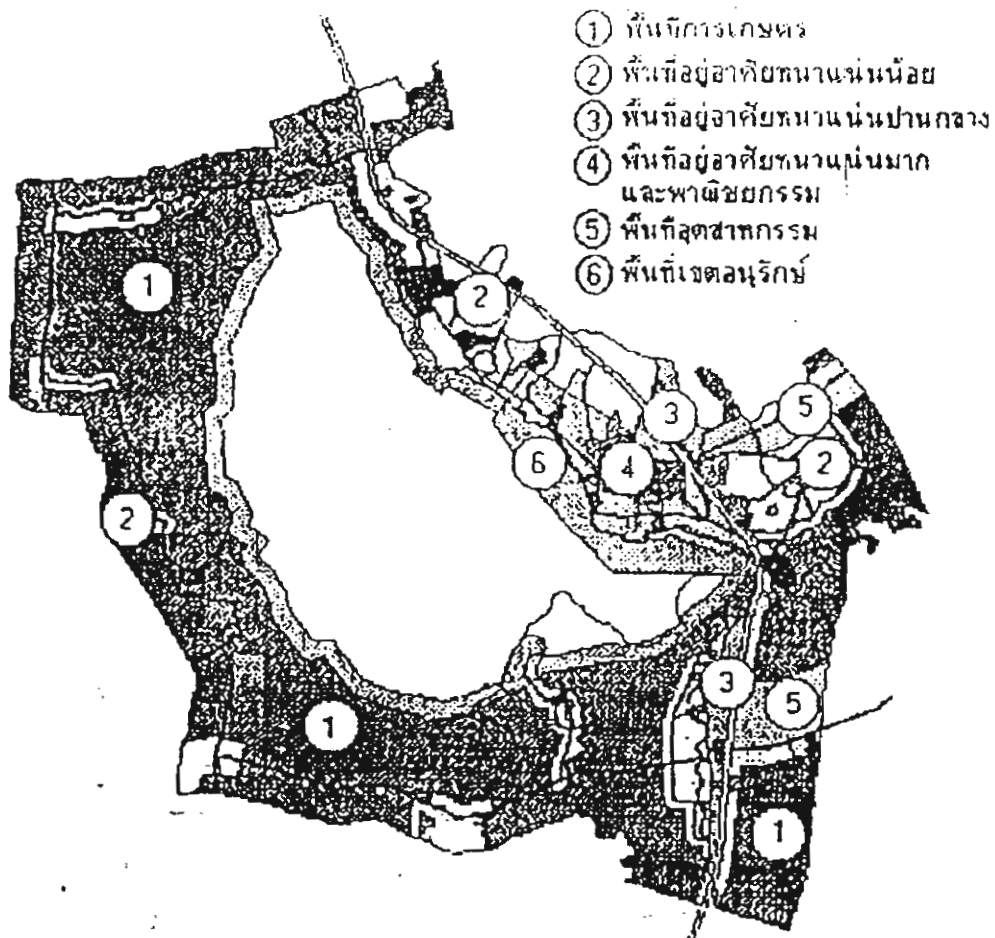 1 พื้นที่การเกษตร
2 พื้นที่อยู่อาศัยหนาแน่นน้อย
3 พื้นที่อยู่อาศัยหนาแน่นปานกลาง
4 พื้นที่อยู่อาศัยหนาแน่นมาก
และพาณิชยกรรม
5 พื้นที่อุตสาหกรรม
6 พื้นที่เขตอนุรักษ์
1
2
3
5
6
4
2
2
3
5
1
1